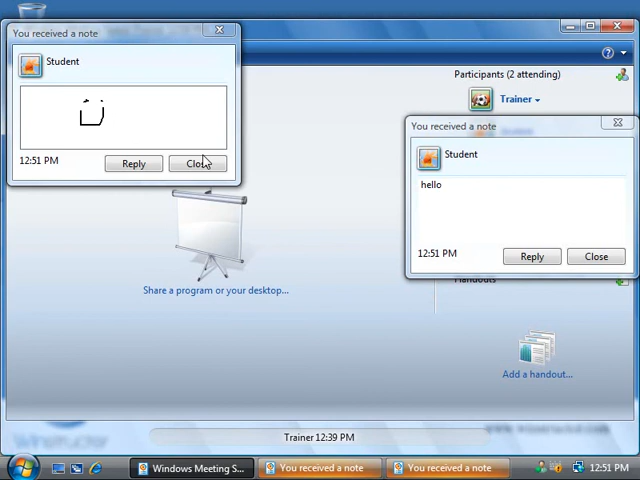 You received a note
Student
12:51 PM
Reply
Close
Participants (2 attending)
Trainer
You received a note
Student
hello
12:51 PM
Reply
Close
Share a program or your desktop...
Handouts
Add a handout...
Trainer 12:39 PM
Windows Meeting S...
You received a note
You received a note
12:51 PM